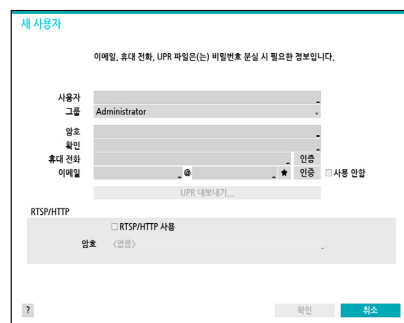 새 사용자
이메일, 휴대 전화, UPR 파일은(는) 비밀번호 분실 시 필요한 정보입니다.
사용자
그룹 Administrator
암호
확인
휴대 전화 인증
이메일 @ ★ 인증 사용 안함
UPR 내보내기...
RTSP/HTTP
RTSP/HTTP 사용
암호 〈없음〉
? 확인 취소